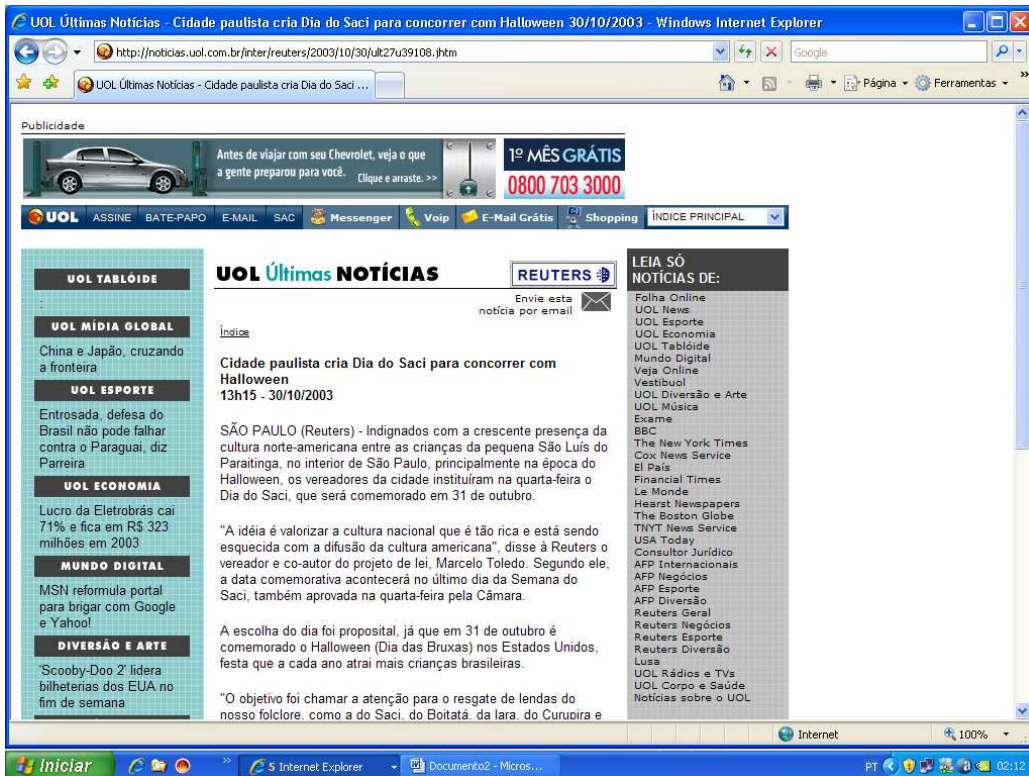 UOL Últimas Notícias - Cidade paulista cria Dia do Saci para concorrer com Halloween 30/10/2003 - Windows Internet Explorer
http://noticias.uol.com.br/inter/reuters/2003/10/30/ult27u39108.jhtm
Google
UOL Últimas Notícias - Cidade paulista cria Dia do Saci ...
Página
Ferramentas
Publicidade
Antes de viajar com seu Chevrolet, veja o que
a gente preparou para você. Clique e arraste. >>
1º MÊS GRÁTIS
0800 703 3000
UOL ASSINE BATE-PAPO E-MAIL SAC Messenger Voip E-Mail Grátis Shopping ÍNDICE PRINCIPAL
UOL TABLÓIDE
:
UOL MÍDIA GLOBAL
China e Japão, cruzando
a fronteira
UOL ESPORTE
Entrosada, defesa do
Brasil não pode falhar
contra o Paraguai, diz
Parreira
UOL ECONOMIA
Lucro da Eletrobrás cai
71% e fica em R$ 323
milhões em 2003
MUNDO DIGITAL
MSN reformula portal
para brigar com Google
e Yahoo!
DIVERSÃO E ARTE
'Scooby-Doo 2' lidera
bilheterias dos EUA no
fim de semana
UOL Últimas NOTÍCIAS
REUTERS
Envie esta
notícia por email
Índice
Cidade paulista cria Dia do Saci para concorrer com
Halloween
13h15 - 30/10/2003
SÃO PAULO (Reuters) - Indignados com a crescente presença da
cultura norte-americana entre as crianças da pequena São Luís do
Paraitinga, no interior de São Paulo, principalmente na época do
Halloween, os vereadores da cidade instituíram na quarta-feira o
Dia do Saci, que será comemorado em 31 de outubro.
"A idéia é valorizar a cultura nacional que é tão rica e está sendo
esquecida com a difusão da cultura americana", disse à Reuters o
vereador e co-autor do projeto de lei, Marcelo Toledo. Segundo ele,
a data comemorativa acontecerá no último dia da Semana do
Saci, também aprovada na quarta-feira pela Câmara.
A escolha do dia foi proposital, já que em 31 de outubro é
comemorado o Halloween (Dia das Bruxas) nos Estados Unidos,
festa que a cada ano atrai mais crianças brasileiras.
"O objetivo foi chamar a atenção para o resgate de lendas do
nosso folclore, como a do Saci, do Boitatá, da Iara, do Curupira e
LEIA SÓ
NOTÍCIAS DE:
Folha Online
UOL News
UOL Esporte
UOL Economia
UOL Tablóide
Mundo Digital
Veja Online
Vestibuol
UOL Diversão e Arte
UOL Música
Exame
BBC
The New York Times
Cox News Service
El País
Financial Times
Le Monde
Hearst Newspapers
The Boston Globe
TNYT News Service
USA Today
Consultor Jurídico
AFP Internacionais
AFP Negócios
AFP Esporte
AFP Diversão
Reuters Geral
Reuters Negócios
Reuters Esporte
Reuters Diversão
Lusa
UOL Rádios e TVs
UOL Corpo e Saúde
Notícias sobre o UOL
Internet
100%
Iniciar
5 Internet Explorer
Documento2 - Micros...
PT
02:12